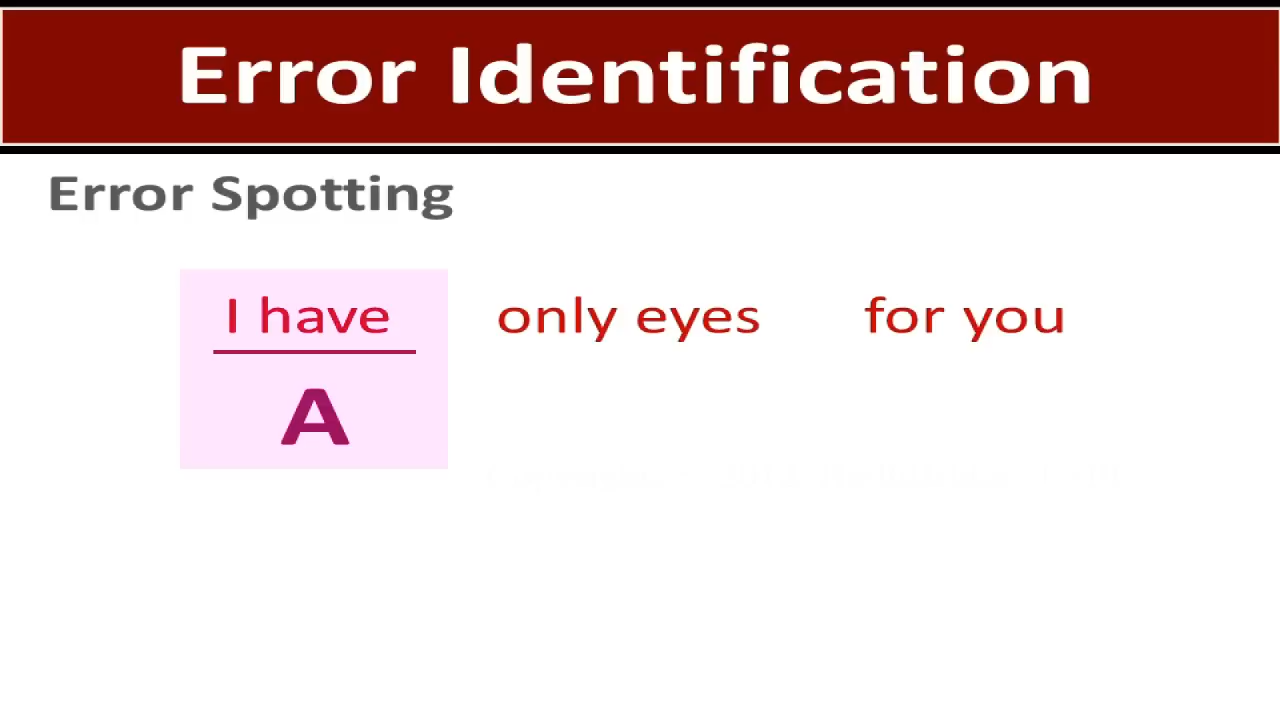 Error Identification
Error Spotting
I have only eyes for you
A